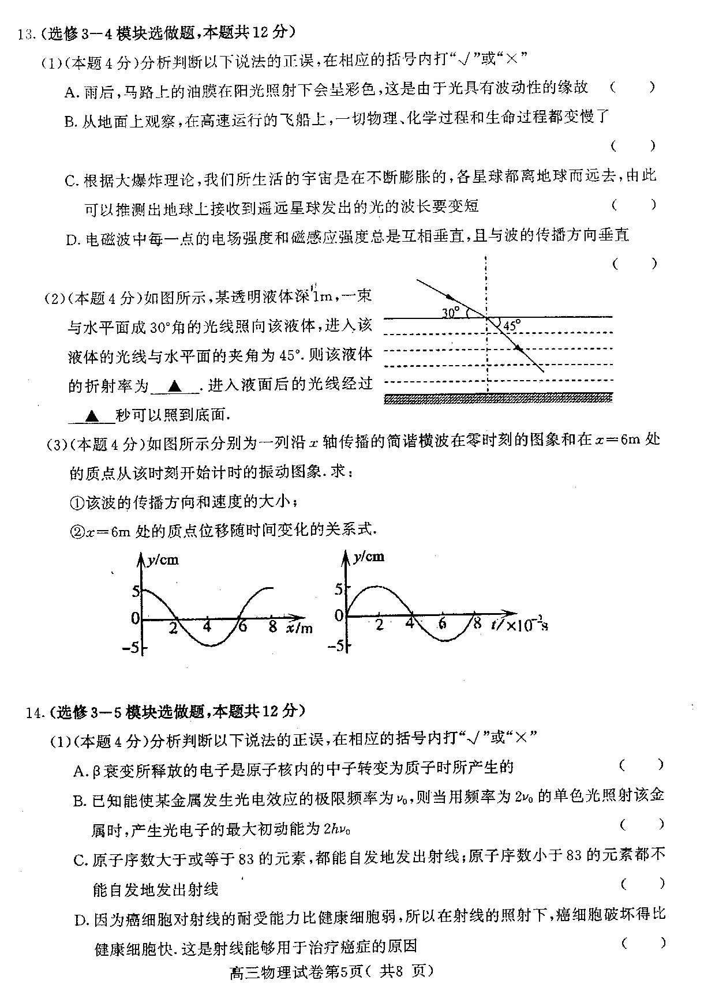 13.(选修3—4模块选做题,本题共12分)
(1)(本题4分)分析判断以下说法的正误,在相应的括号内打“√”或“×”
A.雨后,马路上的油膜在阳光照射下会呈彩色,这是由于光具有波动性的缘故 (　　)
B.从地面上观察,在高速运行的飞船上,一切物理、化学过程和生命过程都变慢了
(　　)
C.根据大爆炸理论,我们所生活的宇宙是在不断膨胀的,各星球都离地球而远去,由此
可以推测出地球上接收到遥远星球发出的光的波长要变短 (　　)
D.电磁波中每一点的电场强度和磁感应强度总是互相垂直,且与波的传播方向垂直
(　　)
(2)(本题4分)如图所示,某透明液体深1m,一束
与水平面成30°角的光线照向该液体,进入该
液体的光线与水平面的夹角为45°.则该液体
的折射率为 ▲ .进入液面后的光线经过
▲ 秒可以照到底面.
30°
45°
(3)(本题4分)如图所示分别为一列沿x轴传播的简谐横波在零时刻的图象和在x=6m处
的质点从该时刻开始计时的振动图象.求:
①该波的传播方向和速度的大小;
②x=6m处的质点位移随时间变化的关系式.
y/cm
5
0
-5
2 4 6 8 x/m
y/cm
5
0
-5
2 4 6 8 t/×10⁻²s
14.(选修3—5模块选做题,本题共12分)
(1)(本题4分)分析判断以下说法的正误,在相应的括号内打“√”或“×”
A.β衰变所释放的电子是原子核内的中子转变为质子时所产生的 (　　)
B.已知能使某金属发生光电效应的极限频率为ν₀,则当用频率为2ν₀的单色光照射该金
属时,产生光电子的最大初动能为2hν₀ (　　)
C.原子序数大于或等于83的元素,都能自发地发出射线;原子序数小于83的元素都不
能自发地发出射线 (　　)
D.因为癌细胞对射线的耐受能力比健康细胞弱,所以在射线的照射下,癌细胞破坏得比
健康细胞快.这是射线能够用于治疗癌症的原因 (　　)
高三物理试卷第5页( 共8 页)